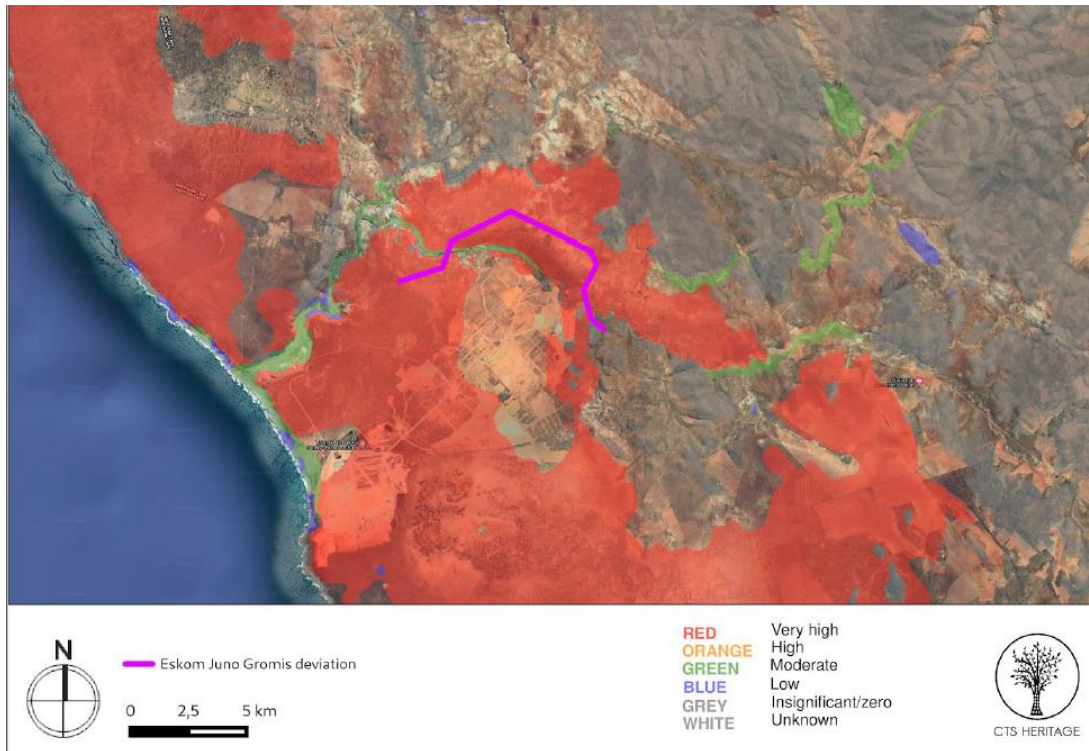 N
Eskom Juno Gromis deviation
0 2,5 5 km
RED Very high
ORANGE High
GREEN Moderate
BLUE Low
GREY Insignificant/zero
WHITE Unknown
CTS HERITAGE